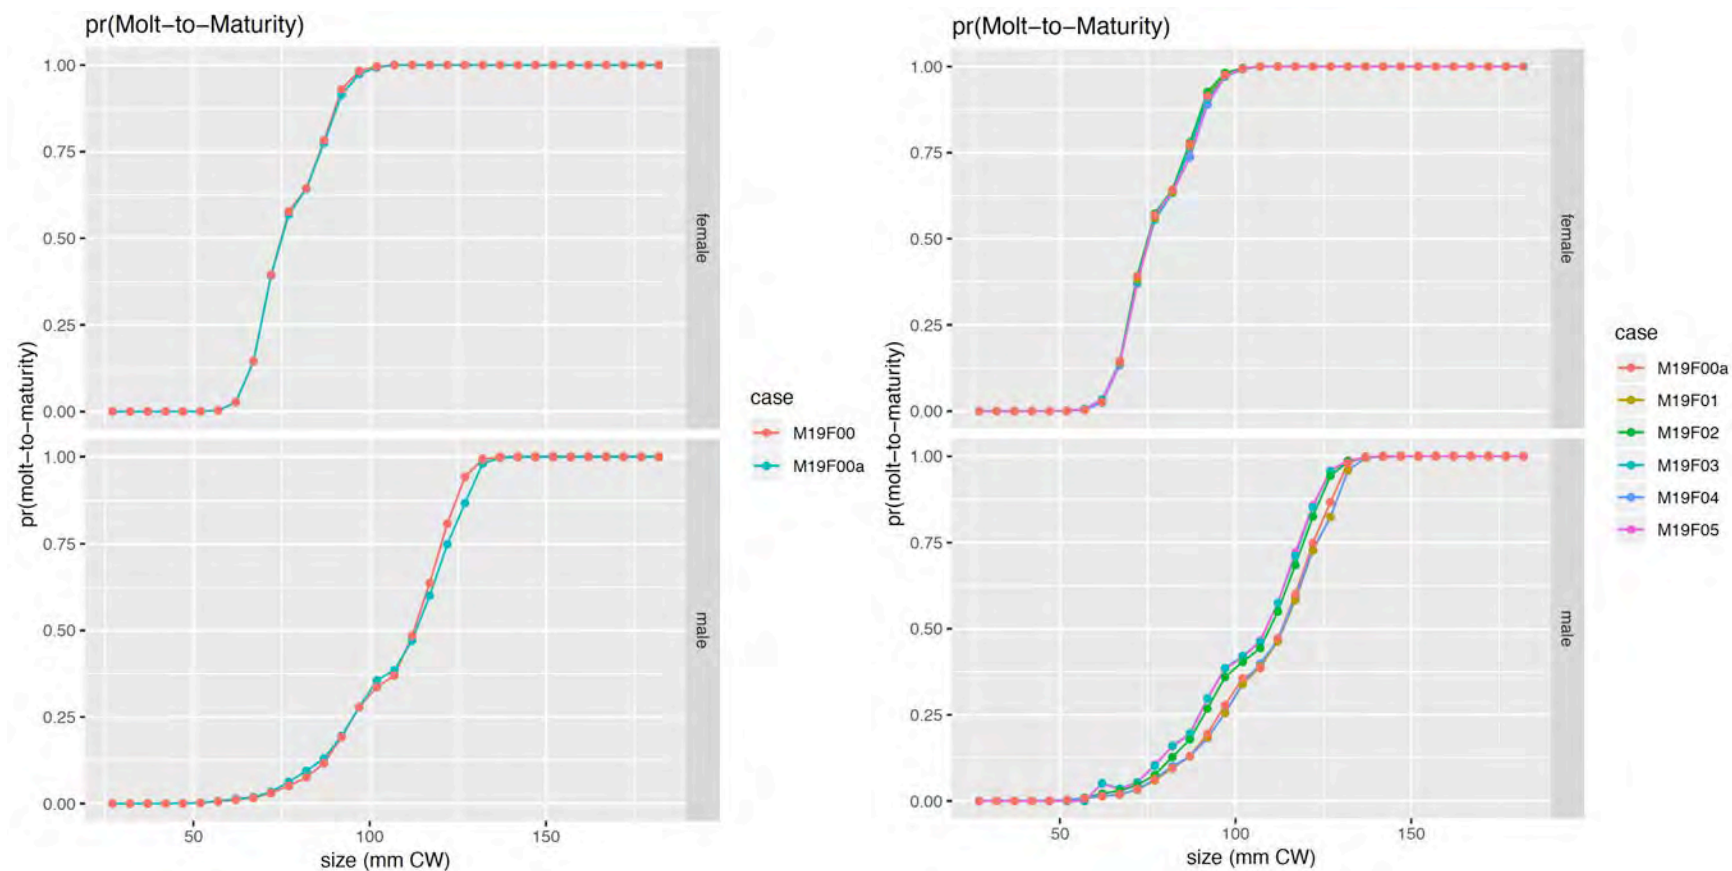 pr(Molt-to-Maturity)
1.00
0.75
0.50
0.25
0.00
female
1.00
0.75
0.50
0.25
0.00
male
pr(molt-to-maturity)
50
100
150
size (mm CW)
case
M19F00
M19F00a
pr(Molt-to-Maturity)
1.00
0.75
0.50
0.25
0.00
female
1.00
0.75
0.50
0.25
0.00
male
pr(molt-to-maturity)
50
100
150
size (mm CW)
case
M19F00a
M19F01
M19F02
M19F03
M19F04
M19F05